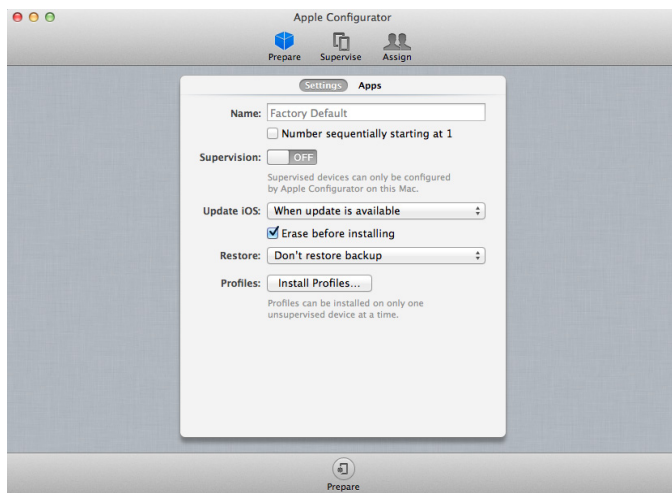 Apple Configurator
Prepare Supervise Assign
Settings Apps
Name: Factory Default
Number sequentially starting at 1
Supervision: OFF
Supervised devices can only be configured
by Apple Configurator on this Mac.
Update iOS: When update is available
Erase before installing
Restore: Don't restore backup
Profiles: Install Profiles...
Profiles can be installed on only one
unsupervised device at a time.
Prepare